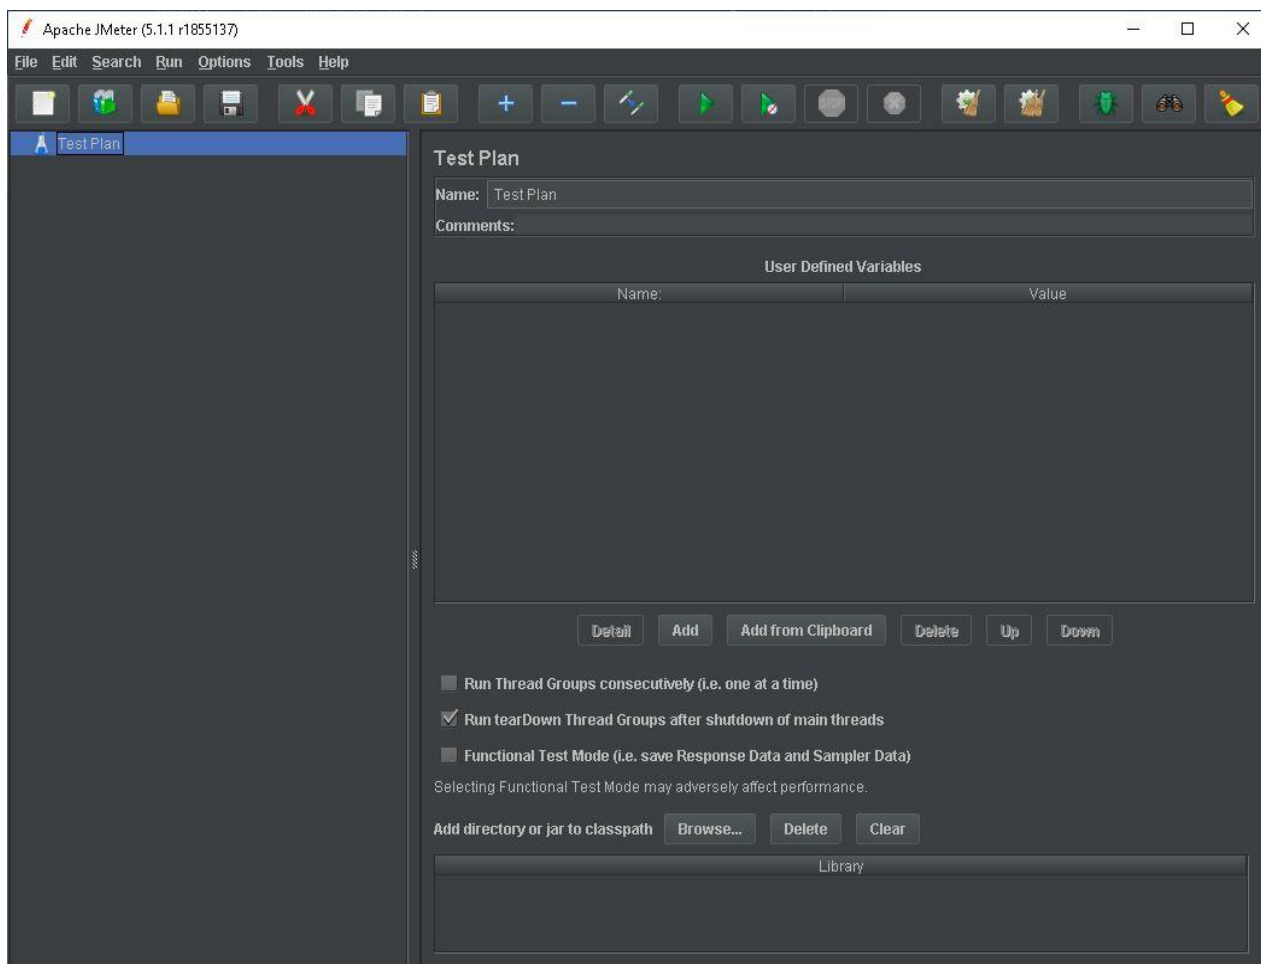 Apache JMeter (5.1.1 r1855137)
File Edit Search Run Options Tools Help
STOP
Test Plan
Test Plan
Name: Test Plan
Comments:
User Defined Variables
Name: Value
Detail Add Add from Clipboard Delete Up Down
Run Thread Groups consecutively (i.e. one at a time)
Run tearDown Thread Groups after shutdown of main threads
Functional Test Mode (i.e. save Response Data and Sampler Data)
Selecting Functional Test Mode may adversely affect performance.
Add directory or jar to classpath Browse... Delete Clear
Library